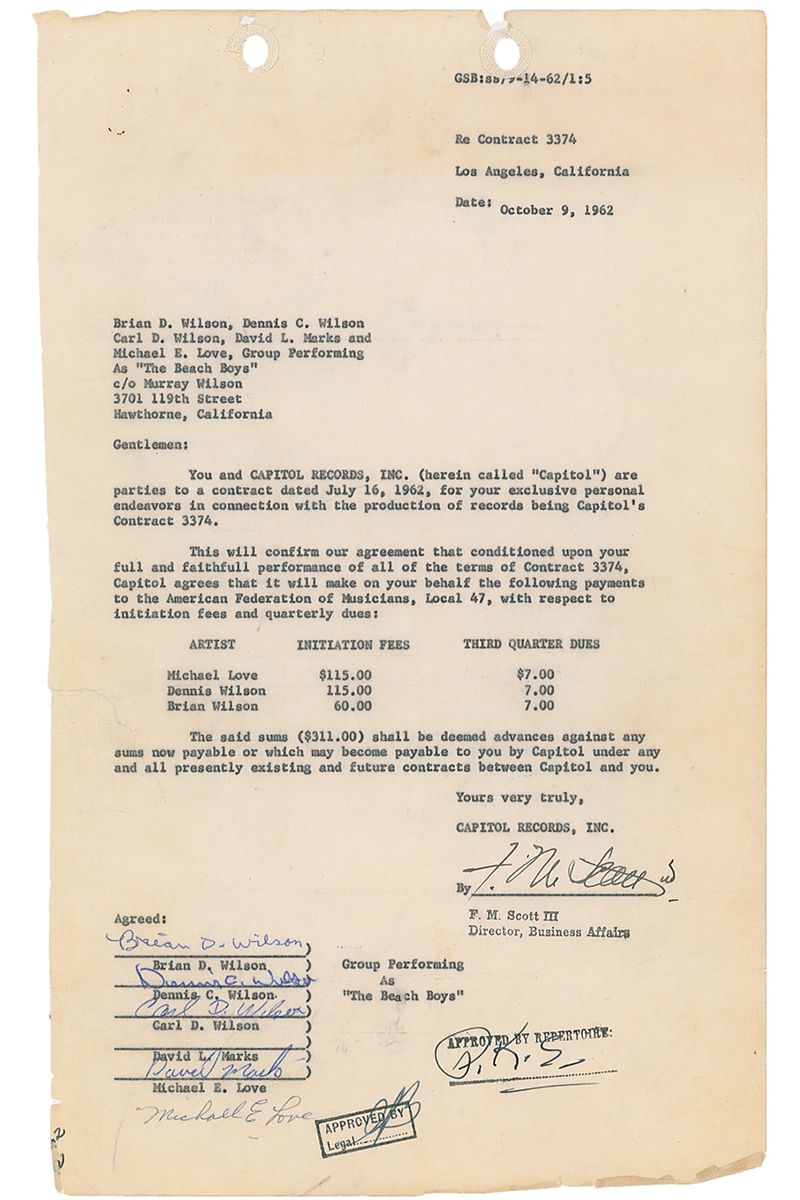 GSB:ss/9-14-62/1:5
Re Contract 3374
Los Angeles, California
Date: October 9, 1962
Brian D. Wilson, Dennis C. Wilson
Carl D. Wilson, David L. Marks and
Michael E. Love, Group Performing
As "The Beach Boys"
c/o Murray Wilson
3701 119th Street
Hawthorne, California
Gentlemen:
You and CAPITOL RECORDS, INC. (herein called "Capitol") are
parties to a contract dated July 16, 1962, for your exclusive personal
endeavors in connection with the production of records being Capitol's
Contract 3374.
This will confirm our agreement that conditioned upon your
full and faithfull performance of all of the terms of Contract 3374,
Capitol agrees that it will make on your behalf the following payments
to the American Federation of Musicians, Local 47, with respect to
initiation fees and quarterly dues:
ARTIST INITIATION FEES THIRD QUARTER DUES
Michael Love $115.00 $7.00
Dennis Wilson 115.00 7.00
Brian Wilson 60.00 7.00
The said sums ($311.00) shall be deemed advances against any
sums now payable or which may become payable to you by Capitol under any
and all presently existing and future contracts between Capitol and you.
Yours very truly,
CAPITOL RECORDS, INC.
By F. M. Scott
F. M. Scott III
Director, Business Affairs
Agreed:
Brian D. Wilson
Brian D. Wilson
Dennis C. Wilson
Dennis C. Wilson
Carl D. Wilson
Carl D. Wilson
David L. Marks
David Marks
Michael E. Love
Michael E Love
Group Performing
As
"The Beach Boys"
APPROVED BY REPERTOIRE:
APPROVED BY
Legal